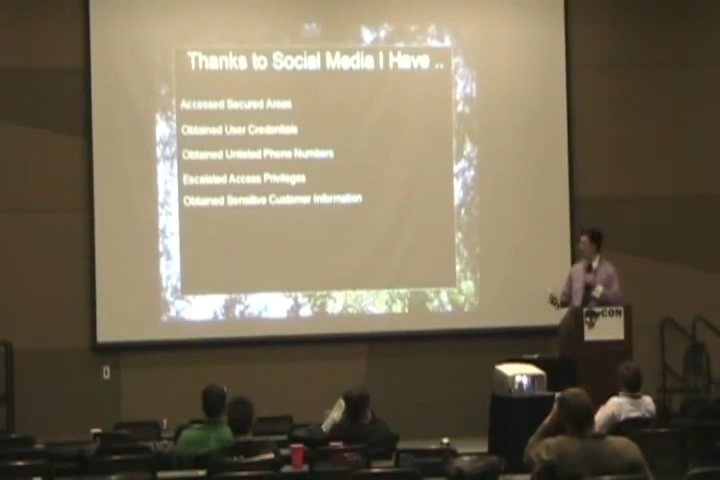 Thanks to Social Media I Have ..
Accessed Secured Areas
Obtained User Credentials
Obtained Unlisted Phone Numbers
Escalated Access Privileges
Obtained Sensitive Customer Information
CON